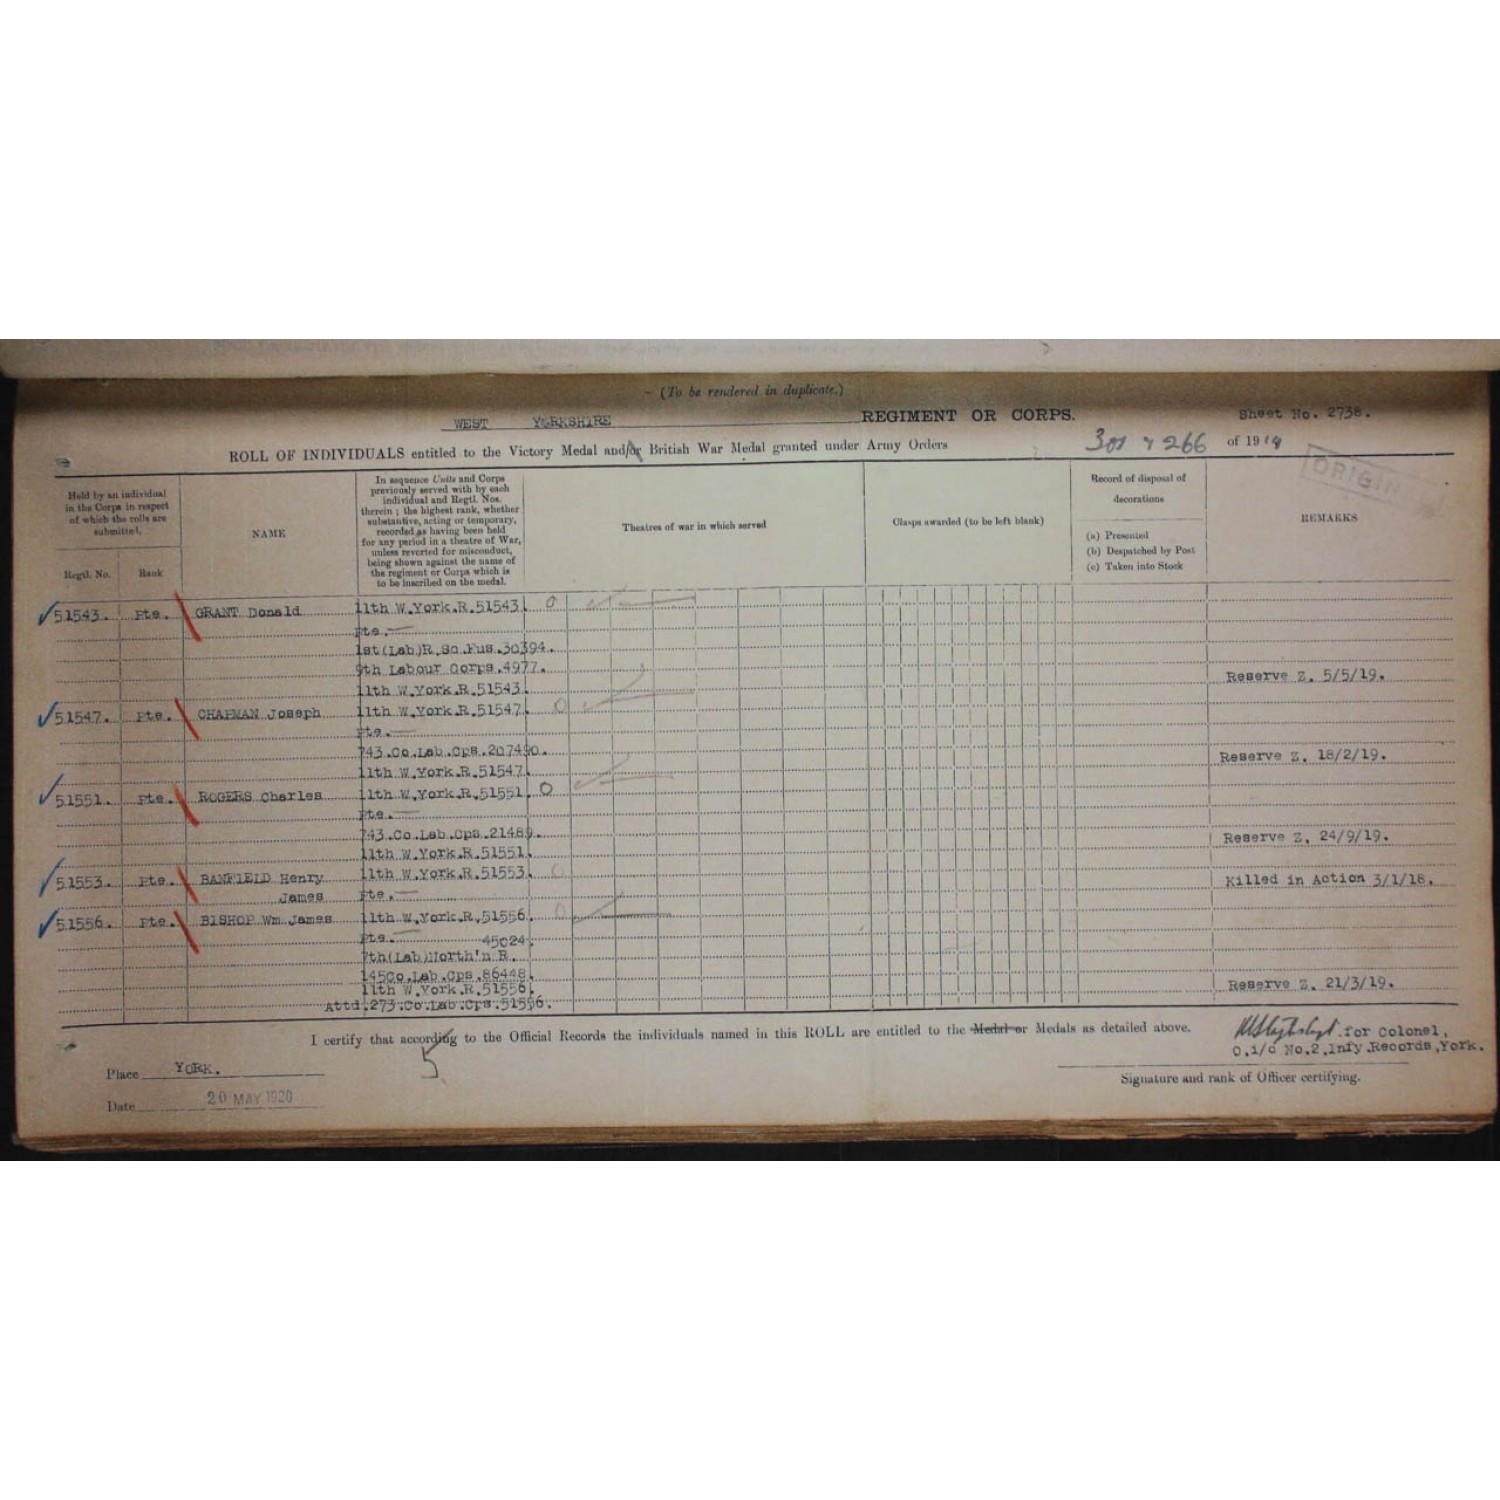 (To be rendered in duplicate.)
WEST YORKSHIRE REGIMENT OR CORPS. Sheet No. 2738.
ROLL OF INDIVIDUALS entitled to the Victory Medal and/or British War Medal granted under Army Orders 301 & 266 of 1919
ORIGIN
Held by an individual
in the Corps in respect
of which the rolls are
submitted.
Regtl. No. Rank
NAME
In sequence Units and Corps
previously served with by each
individual and Regtl. Nos.
therein ; the highest rank, whether
substantive, acting or temporary,
recorded as having been held
for any period in a theatre of War,
unless reverted for misconduct,
being shown against the name of
the regiment or Corps which is
to be inscribed on the medal.
Theatres of war in which served
Clasps awarded (to be left blank)
Record of disposal of
decorations
(a) Presented
(b) Despatched by Post
(c) Taken into Stock
REMARKS
51543. Pte. GRANT Donald 11th W.York.R.51543. 0
Pte.—
1st(Lab)R.Sc.Fus.30394.
9th Labour Corps.4977.
11th W.York.R.51543. Reserve Z. 5/5/19.
51547. Pte. CHAPMAN Joseph 11th W.York.R.51547. 0
Pte.—
743.Co.Lab.Cps.207490.
11th W.York.R.51547. Reserve Z. 18/2/19.
51551. Pte. ROGERS Charles 11th W.York.R.51551. 0
Pte.—
743.Co.Lab.Cps.21489.
11th W.York.R.51551. Reserve Z. 24/9/19.
51553. Pte. BANFIELD Henry 11th W.York.R.51553. 0 Killed in Action 3/1/18.
James Pte.—
51556. Pte. BISHOP Wm James 11th W.York.R.51556. 0
Pte.— 45024.
7th(Lab)North'n R.
145Co.Lab.Cps.86448.
11th W.York.R.51556. Reserve Z. 21/3/19.
Attd.273.Co.Lab.Cps.51596.
I certify that according to the Official Records the individuals named in this ROLL are entitled to the Medal or Medals as detailed above.
for Colonel,
O.i/c No.2.Infy.Records,York.
Signature and rank of Officer certifying.
5
Place YORK.
Date 20 MAY 1920